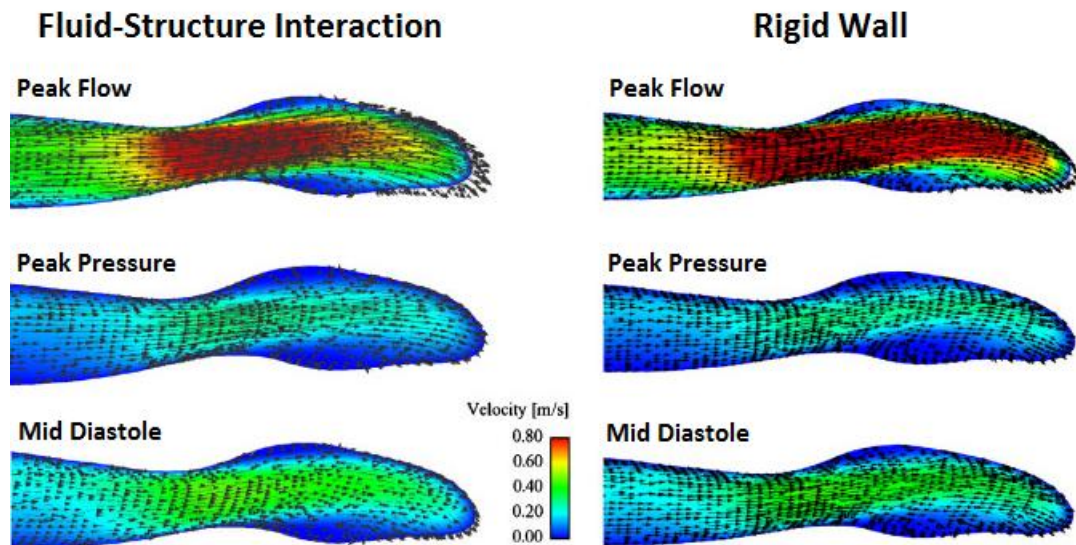 Fluid-Structure Interaction
Rigid Wall
Peak Flow
Peak Flow
Peak Pressure
Peak Pressure
Mid Diastole
Velocity [m/s]
0.80
0.60
0.40
0.20
0.00
Mid Diastole